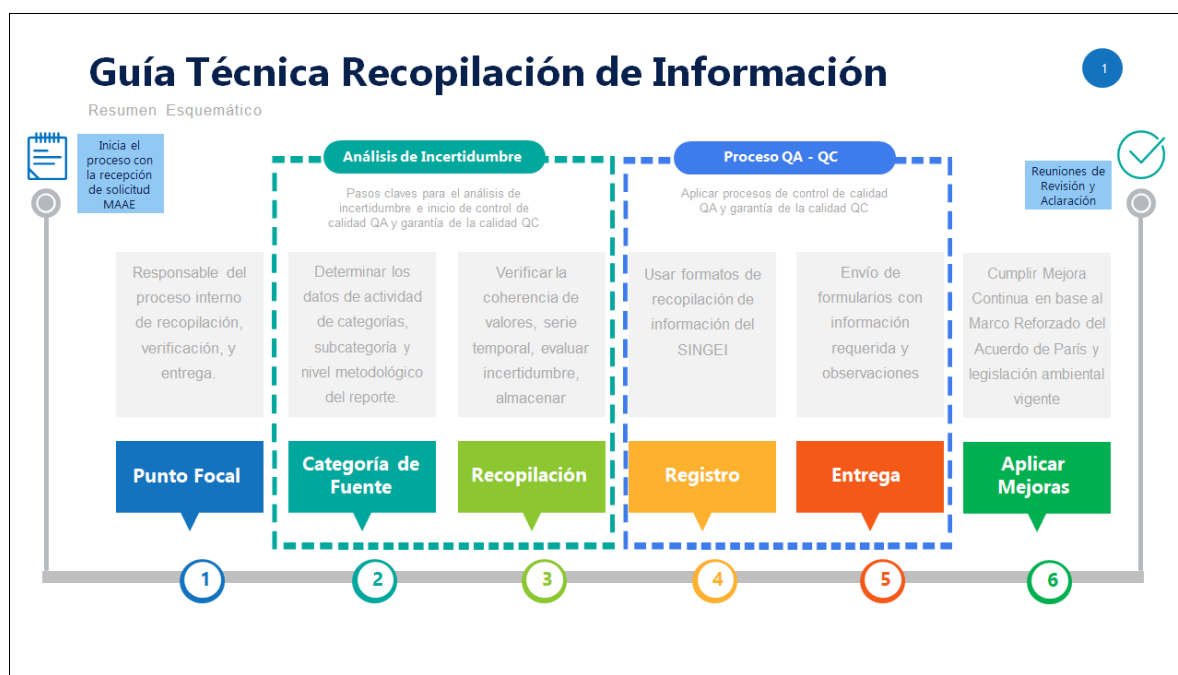 Guía Técnica Recopilación de Información
1
Resumen Esquemático
Inicia el
proceso con
la recepción
de solicitud
MAAE
Análisis de Incertidumbre
Pasos claves para el análisis de
incertidumbre e inicio de control de
calidad QA y garantía de la calidad QC
Proceso QA - QC
Aplicar procesos de control de calidad
QA y garantía de la calidad QC
Reuniones de
Revisión y
Aclaración
Responsable del
proceso interno
de recopilación,
verificación, y
entrega.
Determinar los
datos de actividad
de categorías,
subcategoría y
nivel metodológico
del reporte.
Verificar la
coherencia de
valores, serie
temporal, evaluar
incertidumbre,
almacenar
Usar formatos de
recopilación de
información del
SINGEI
Envío de
formularios con
información
requerida y
observaciones
Cumplir Mejora
Continua en base al
Marco Reforzado del
Acuerdo de París y
legislación ambiental
vigente
Punto Focal
Categoría de
Fuente
Recopilación
Registro
Entrega
Aplicar
Mejoras
1
2
3
4
5
6